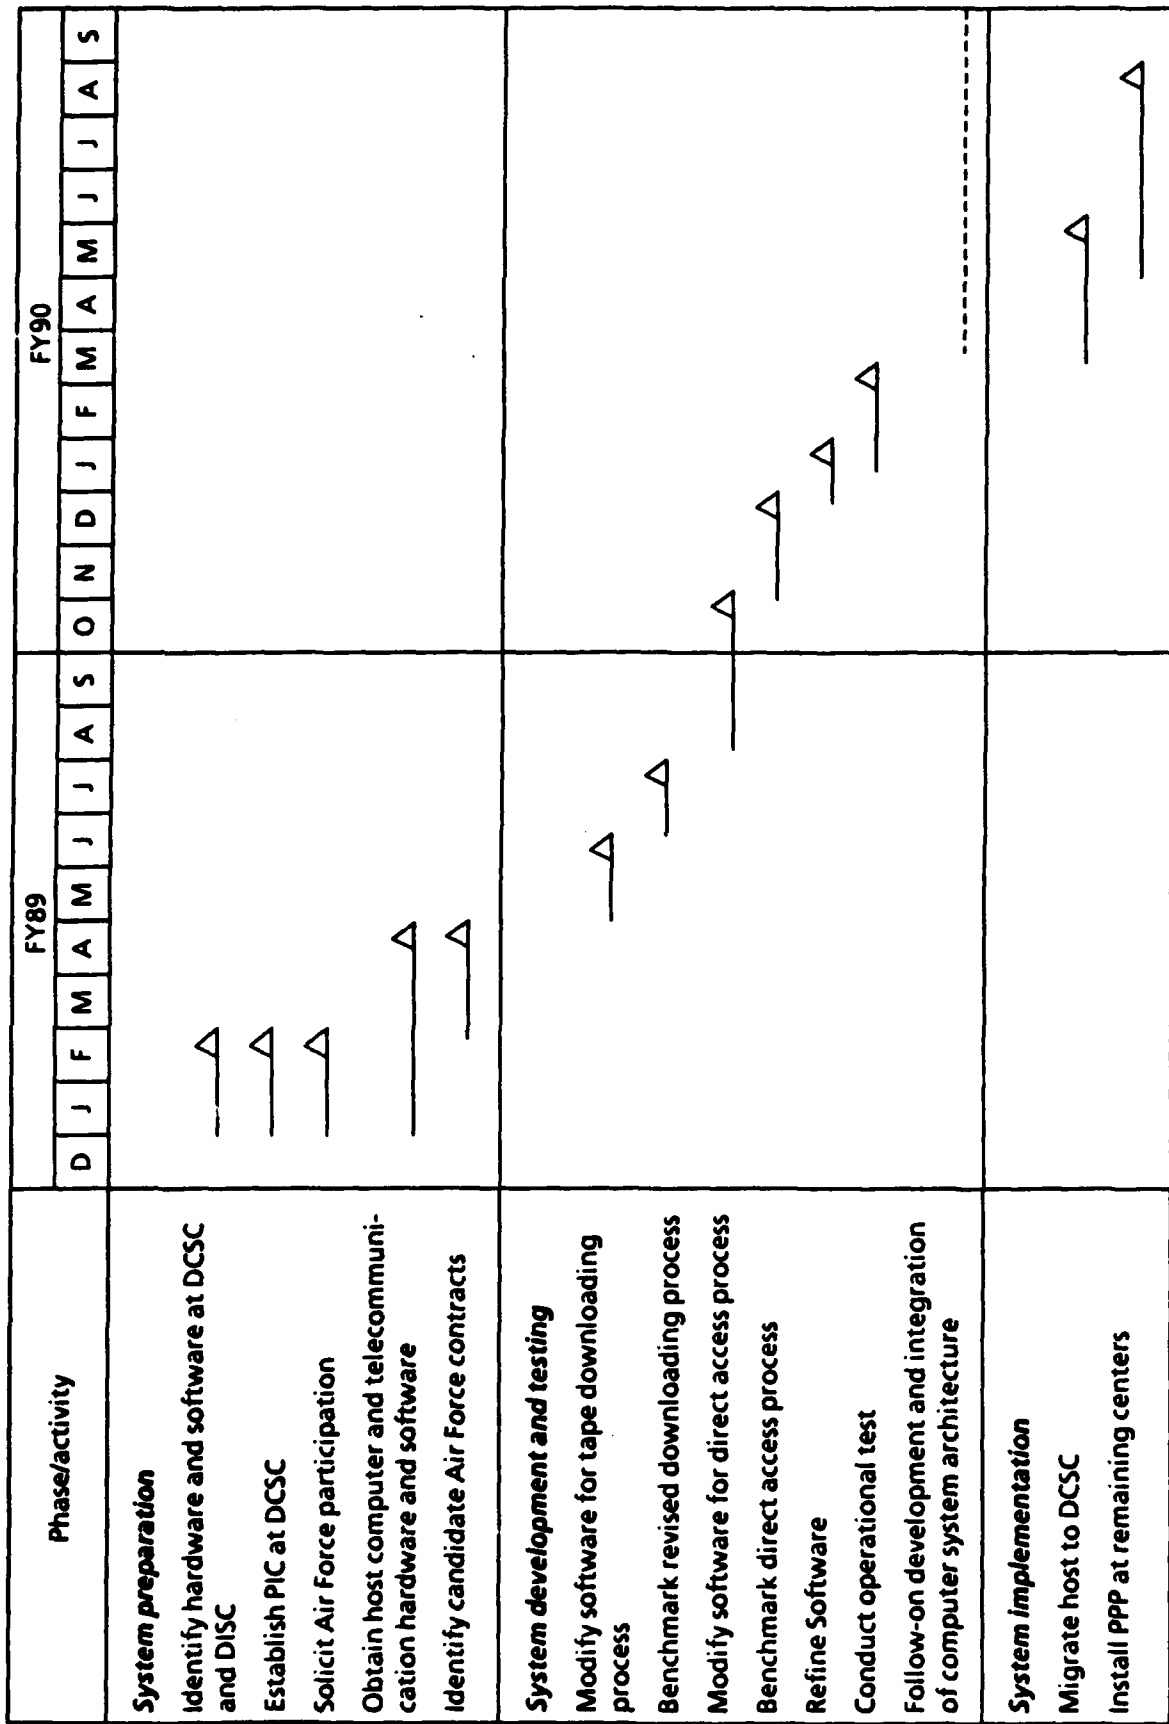 Phase/activity
FY89
FY90
D J F M A M J J A S O N D J F M A M J J A S
System preparation
Identify hardware and software at DCSC
and DISC
Establish PIC at DCSC
Solicit Air Force participation
Obtain host computer and telecommuni-
cation hardware and software
Identify candidate Air Force contracts
System development and testing
Modify software for tape downloading
process
Benchmark revised downloading process
Modify software for direct access process
Benchmark direct access process
Refine Software
Conduct operational test
Follow-on development and integration
of computer system architecture
System implementation
Migrate host to DCSC
Install PPP at remaining centers